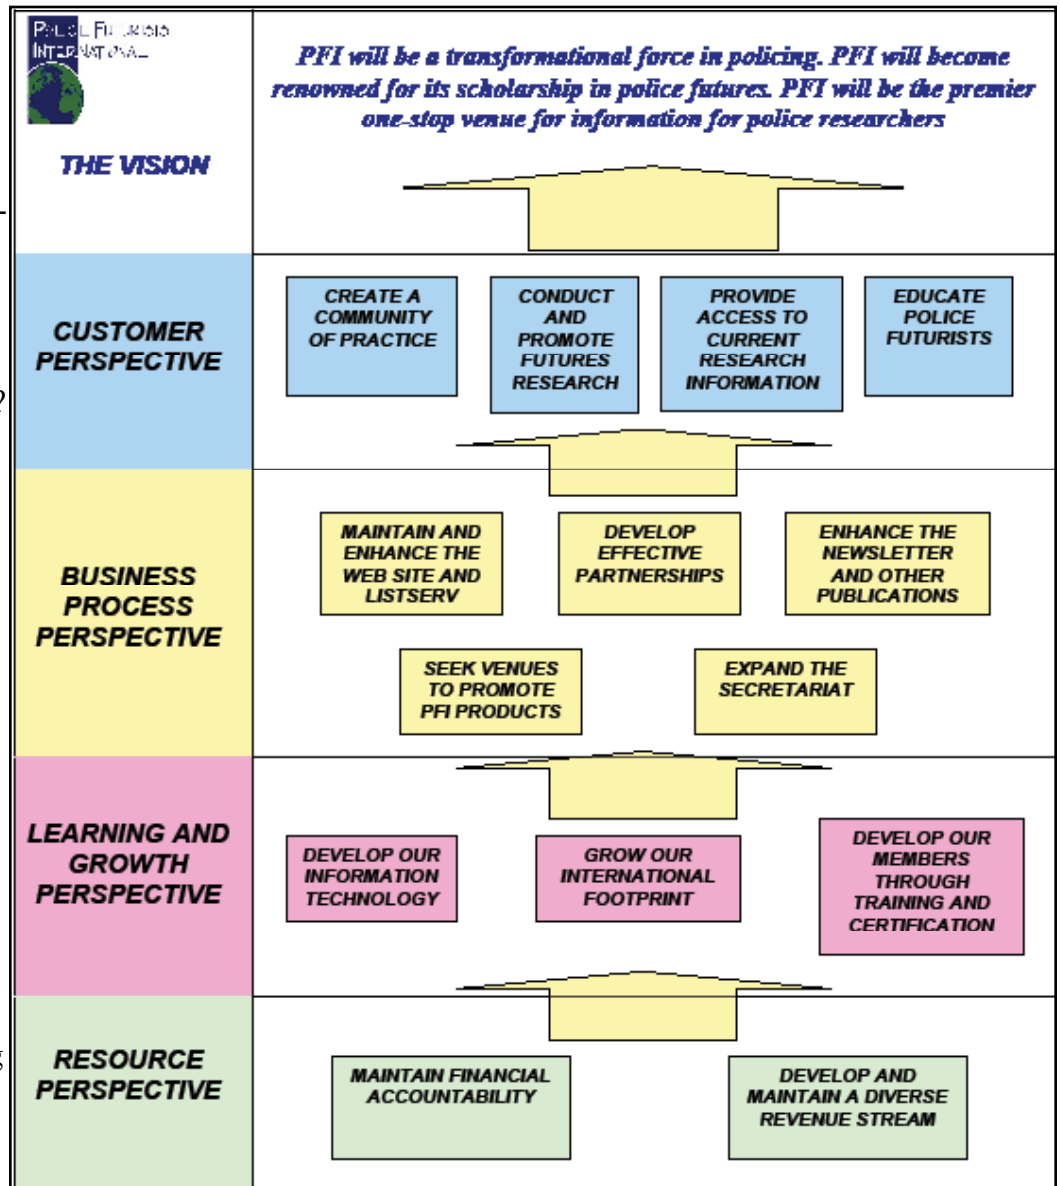 POLICE FUTURISTS
INTERNATIONAL
PFI will be a transformational force in policing. PFI will become
renowned for its scholarship in police futures. PFI will be the premier
one-stop venue for information for police researchers
THE VISION
CUSTOMER
PERSPECTIVE
CREATE A
COMMUNITY
OF PRACTICE
CONDUCT
AND
PROMOTE
FUTURES
RESEARCH
PROVIDE
ACCESS TO
CURRENT
RESEARCH
INFORMATION
EDUCATE
POLICE
FUTURISTS
BUSINESS
PROCESS
PERSPECTIVE
MAINTAIN AND
ENHANCE THE
WEB SITE AND
LISTSERV
DEVELOP
EFFECTIVE
PARTNERSHIPS
ENHANCE THE
NEWSLETTER
AND OTHER
PUBLICATIONS
SEEK VENUES
TO PROMOTE
PFI PRODUCTS
EXPAND THE
SECRETARIAT
LEARNING AND
GROWTH
PERSPECTIVE
DEVELOP OUR
INFORMATION
TECHNOLOGY
GROW OUR
INTERNATIONAL
FOOTPRINT
DEVELOP OUR
MEMBERS
THROUGH
TRAINING AND
CERTIFICATION
RESOURCE
PERSPECTIVE
MAINTAIN FINANCIAL
ACCOUNTABILITY
DEVELOP AND
MAINTAIN A DIVERSE
REVENUE STREAM